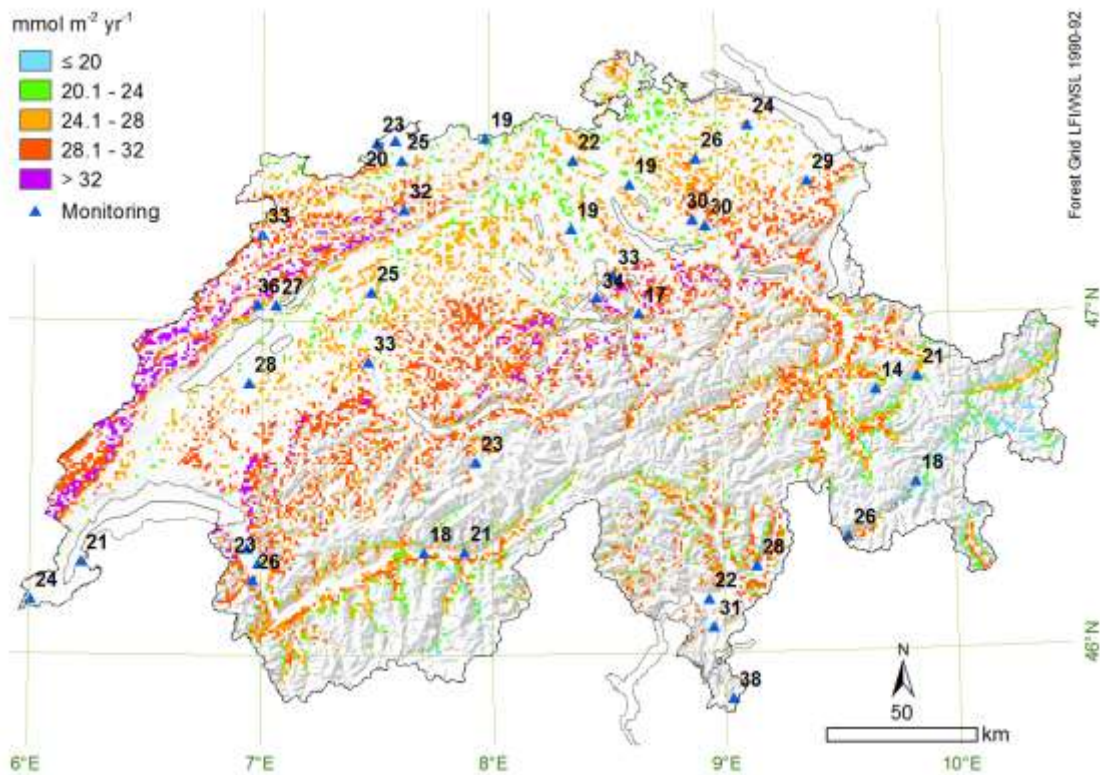 mmol m⁻² yr⁻¹
≤ 20
20.1 - 24
24.1 - 28
28.1 - 32
> 32
Monitoring
Forest Grid LFI/WSL 1990-92
24
23
19
25
20
22
26
19
29
32
30
30
33
19
33
34
17
36
27
25
33
28
21
14
23
18
26
21
24
23
26
18
21
28
22
31
38
47°N
46°N
N
50
km
6°E
7°E
8°E
9°E
10°E